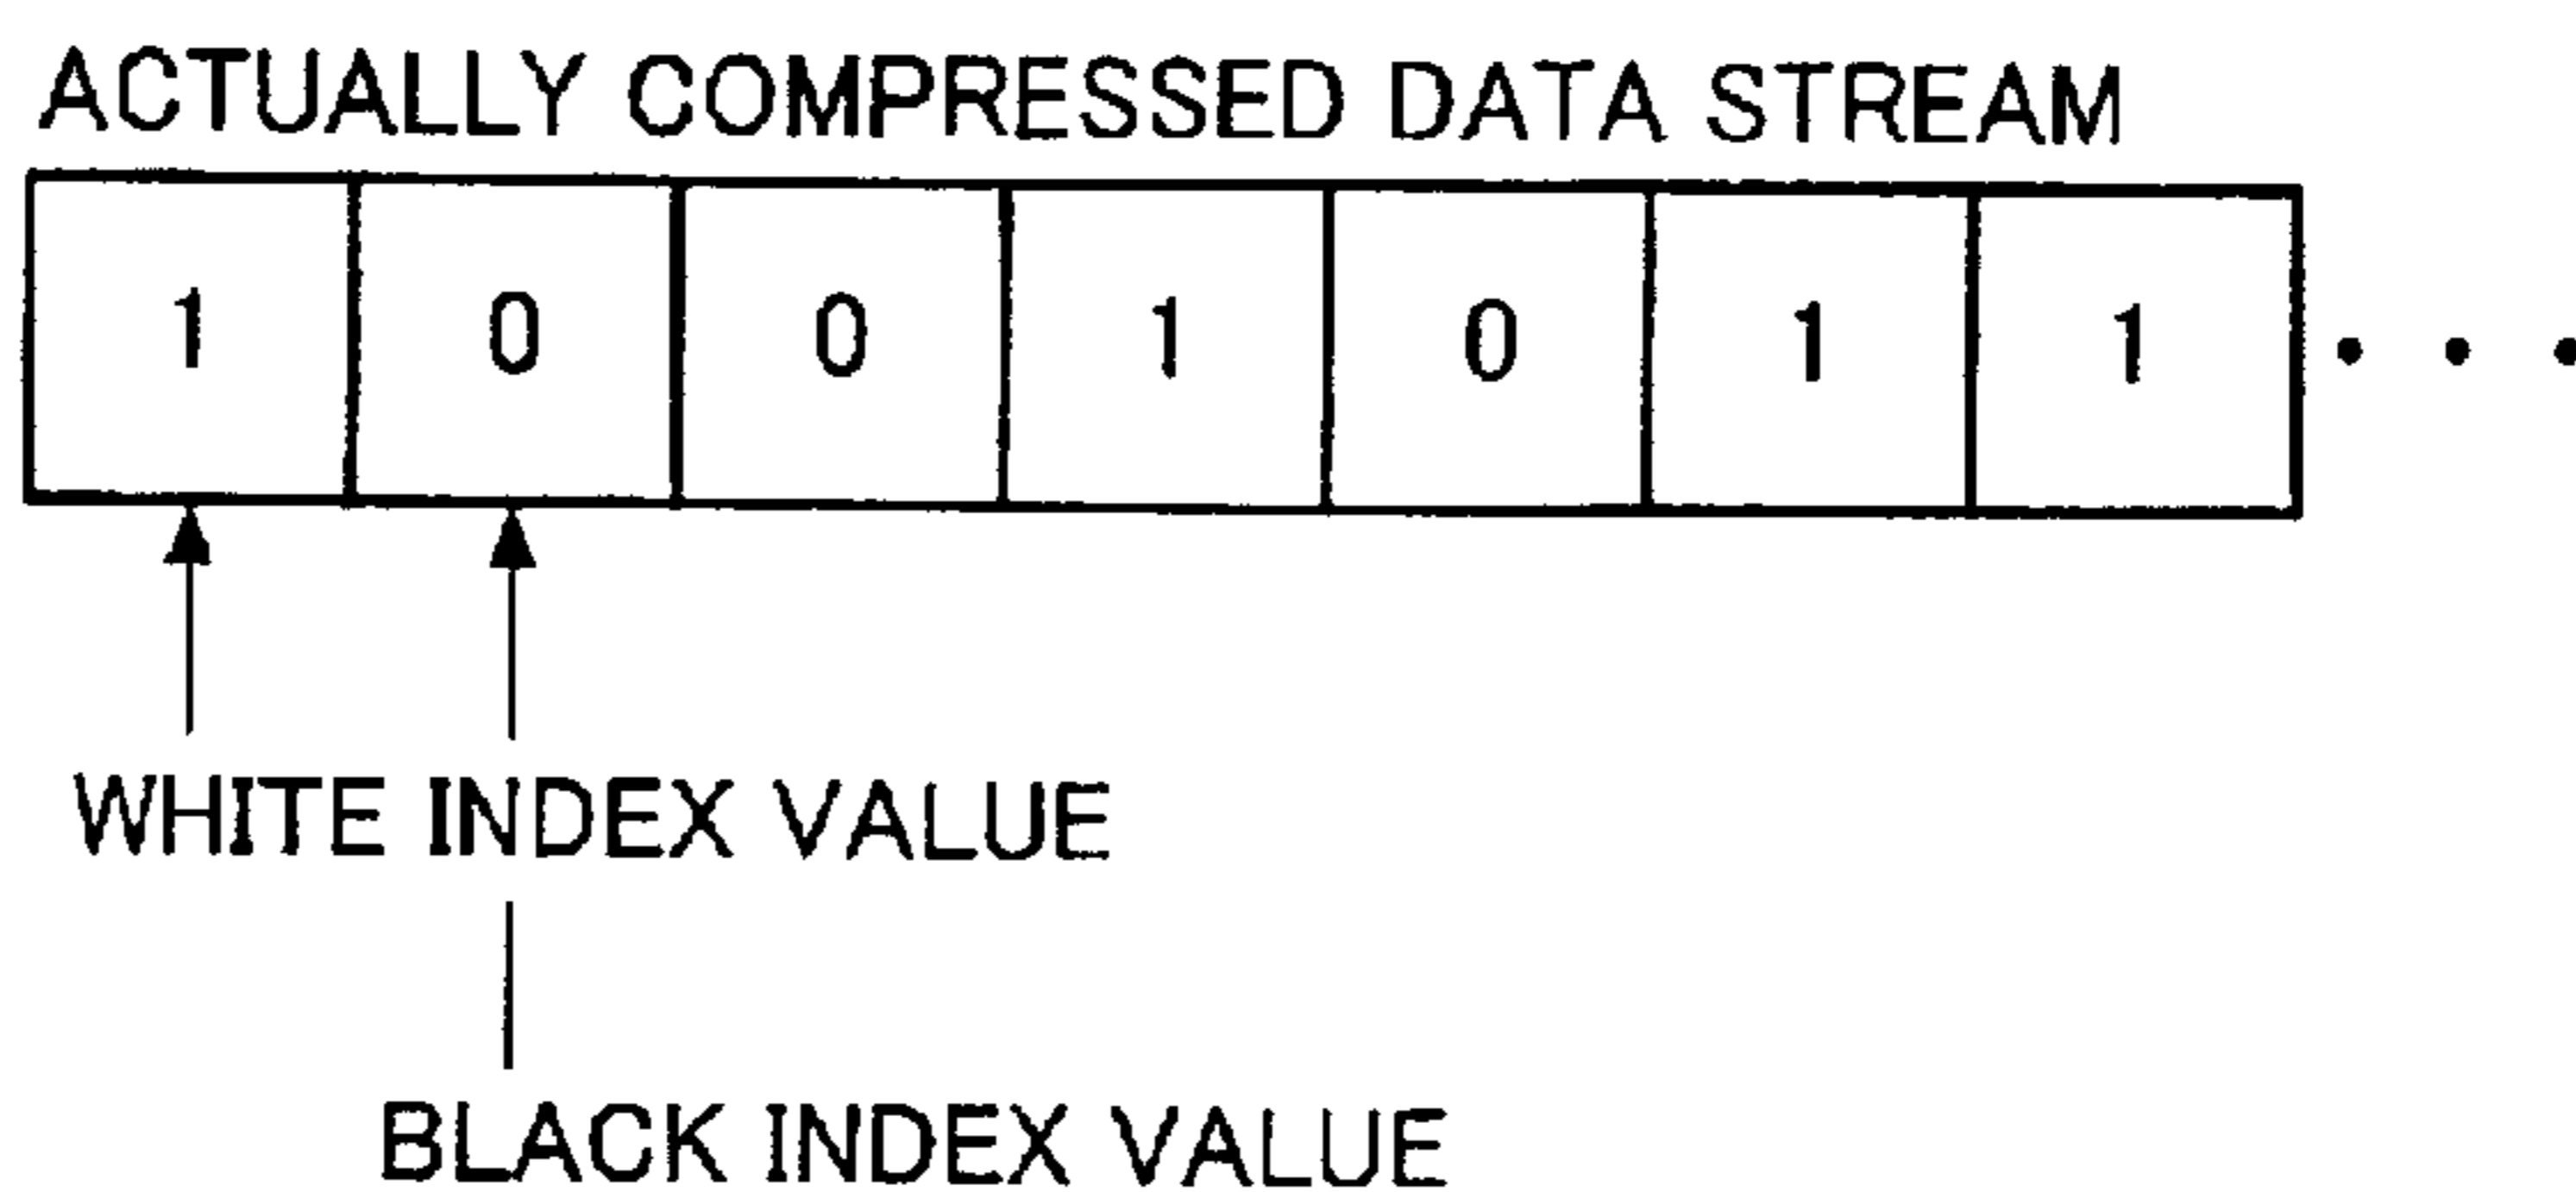 ACTUALLY COMPRESSED DATA STREAM
1 0 0 1 0 1 1 • • •
WHITE INDEX VALUE
BLACK INDEX VALUE